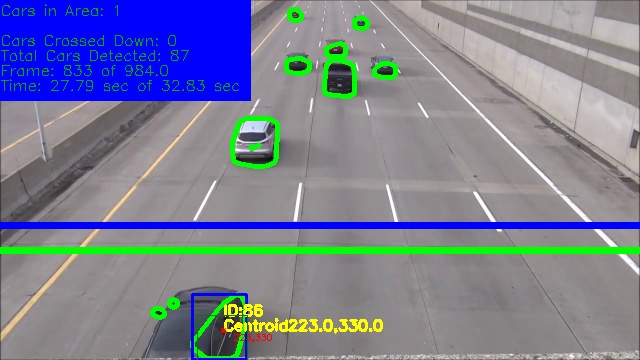 Cars in Area: 1
Cars Crossed Down: 0
Total Cars Detected: 87
Frame: 833 of 984.0
Time: 27.79 sec of 32.83 sec
ID:86
Centroid223.0,330.0